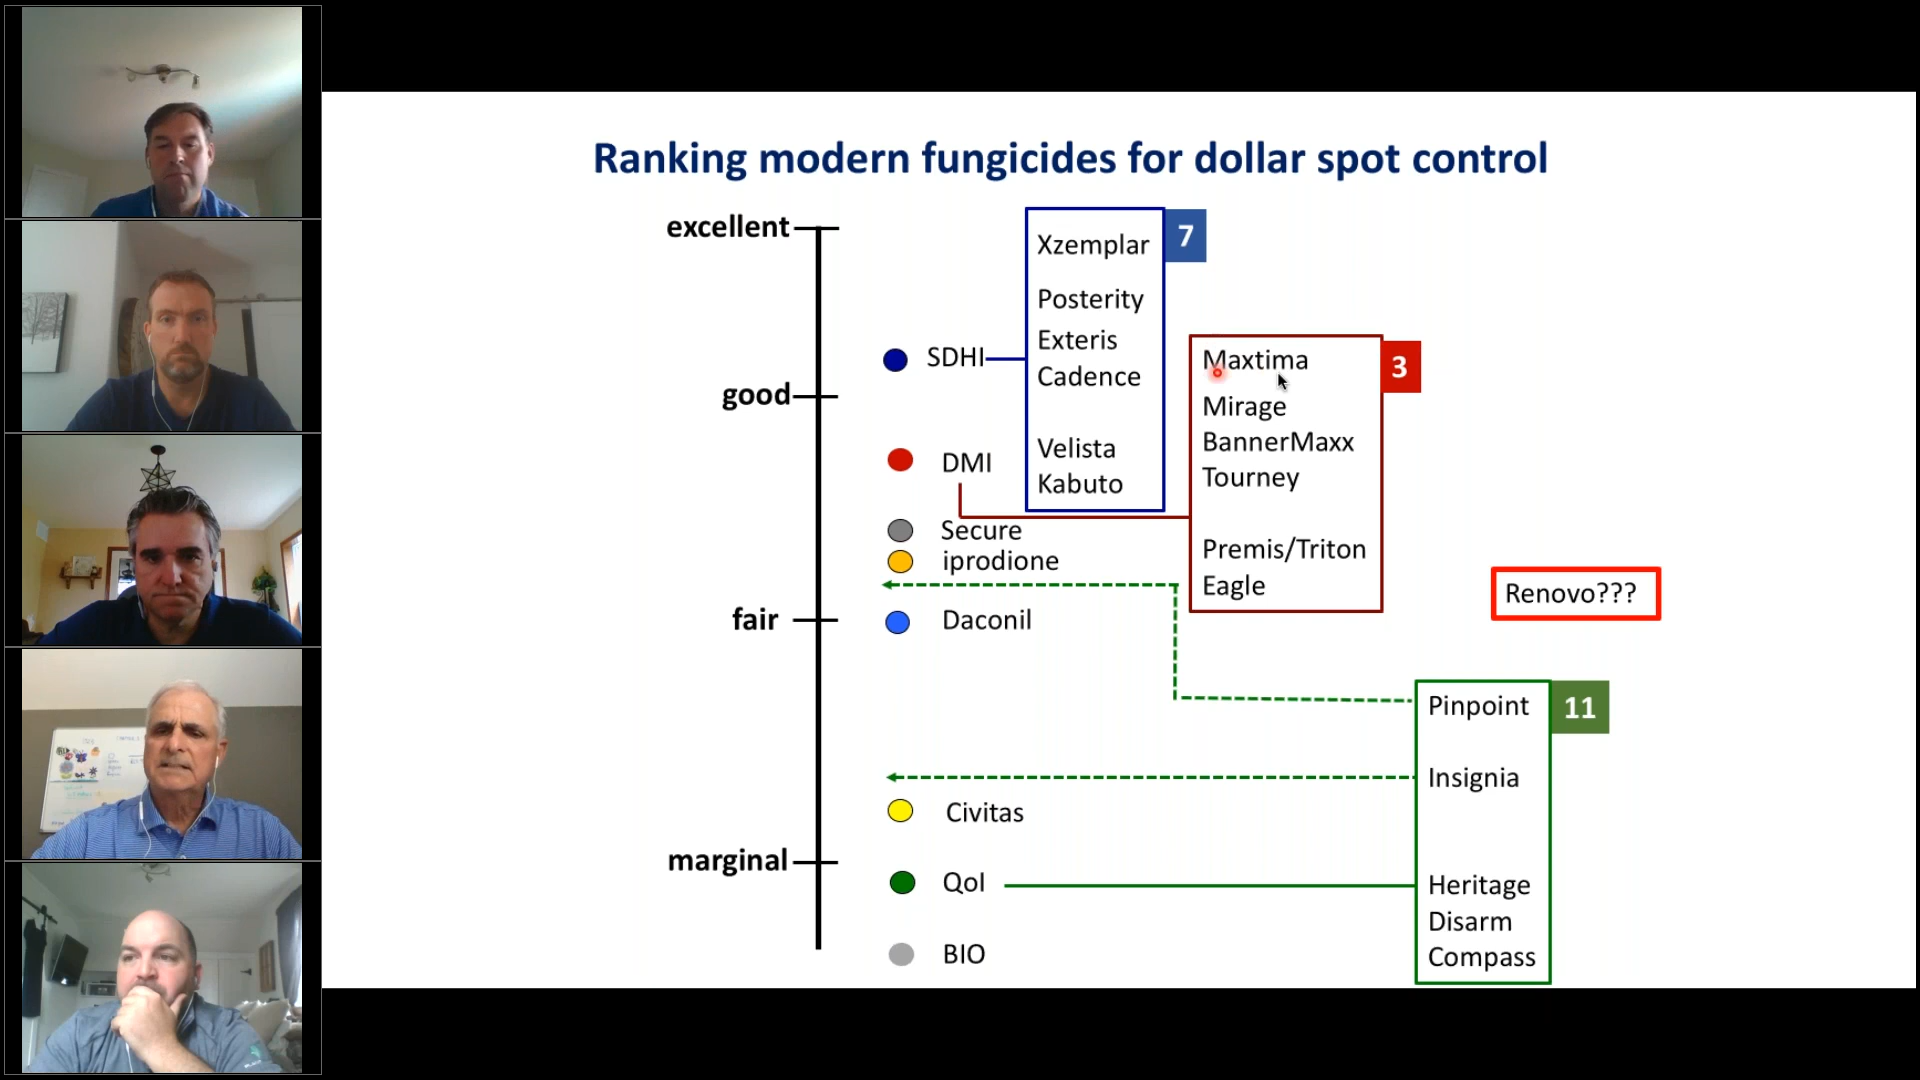 Ranking modern fungicides for dollar spot control
excellent
good
fair
marginal
SDHI
DMI
Secure
iprodione
Daconil
Civitas
QoI
BIO
7
Xzemplar
Posterity
Exteris
Cadence
Velista
Kabuto
3
Maxtima
Mirage
BannerMaxx
Tourney
Premis/Triton
Eagle
Renovo???
11
Pinpoint
Insignia
Heritage
Disarm
Compass